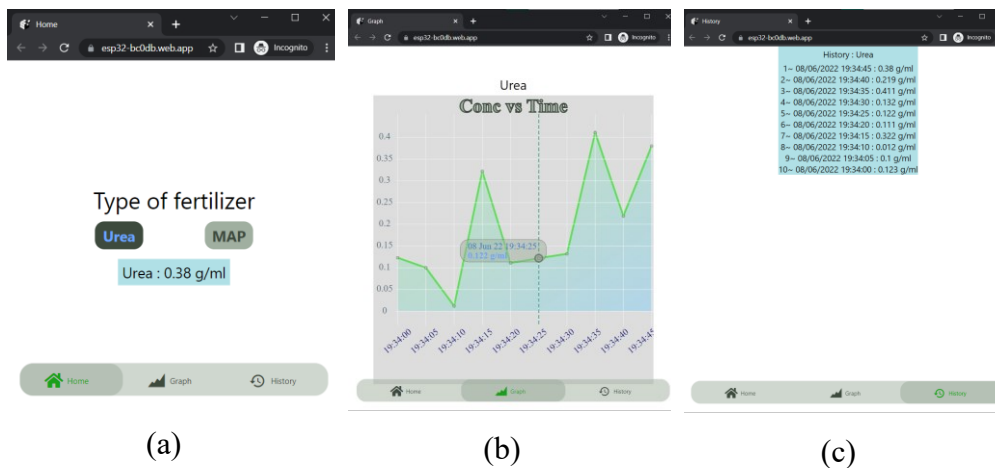 Home
esp32-bc0db.web.app
Incognito
Type of fertilizer
Urea
MAP
Urea : 0.38 g/ml
Home
Graph
History
(a)
Graph
esp32-bc0db.web.app
Incognito
Urea
Conc vs Time
0.4
0.35
0.3
0.25
0.2
0.15
0.1
0.05
0
08 Jun 22 19:34:25
0.122 g/ml
19:34:00
19:34:05
19:34:10
19:34:15
19:34:20
19:34:25
19:34:30
19:34:35
19:34:40
19:34:45
Home
Graph
History
(b)
History
esp32-bc0db.web.app
Incognito
History : Urea
1~ 08/06/2022 19:34:45 : 0.38 g/ml
2~ 08/06/2022 19:34:40 : 0.219 g/ml
3~ 08/06/2022 19:34:35 : 0.411 g/ml
4~ 08/06/2022 19:34:30 : 0.132 g/ml
5~ 08/06/2022 19:34:25 : 0.122 g/ml
6~ 08/06/2022 19:34:20 : 0.111 g/ml
7~ 08/06/2022 19:34:15 : 0.322 g/ml
8~ 08/06/2022 19:34:10 : 0.012 g/ml
9~ 08/06/2022 19:34:05 : 0.1 g/ml
10~ 08/06/2022 19:34:00 : 0.123 g/ml
Home
Graph
History
(c)